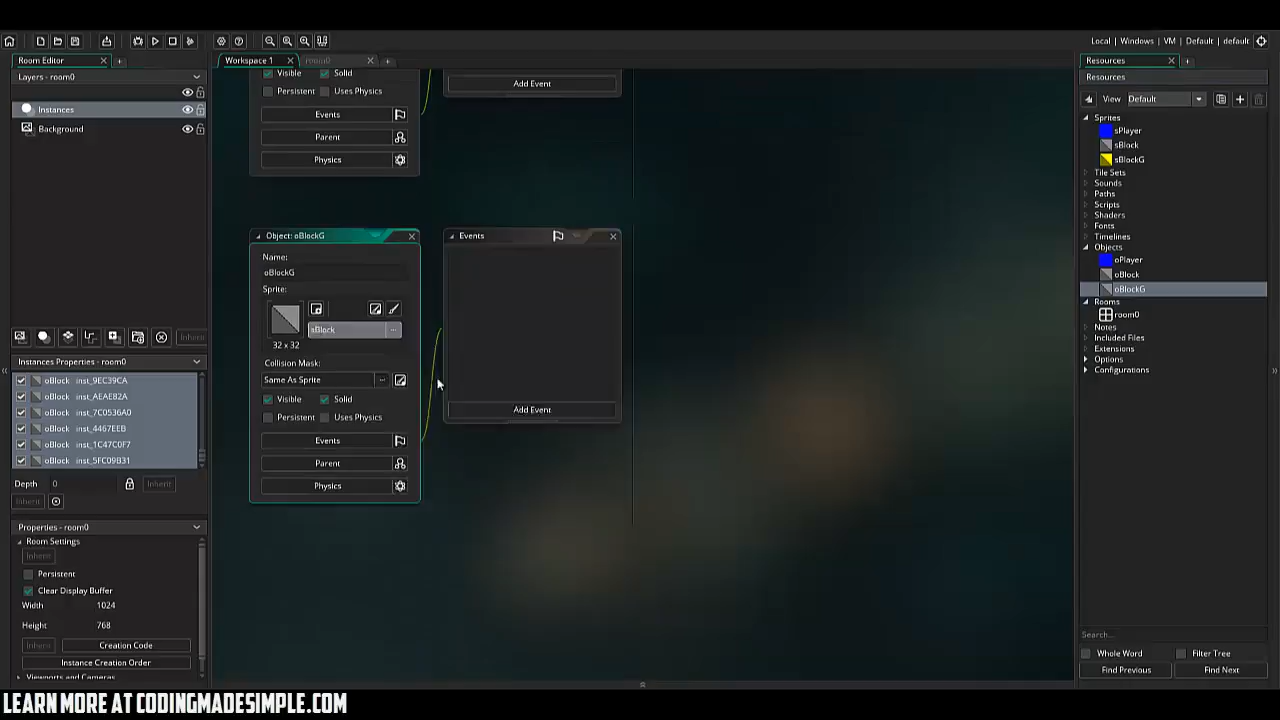 Local | Windows | VM | Default | default
Room Editor
Workspace 1
room0
Resources
Layers - room0
Resources
Instances
Background
View
Default
Visible
Solid
Persistent
Uses Physics
Add Event
Events
Parent
Physics
Sprites
sPlayer
sBlock
sBlockG
Tile Sets
Sounds
Paths
Scripts
Shaders
Fonts
Timelines
Objects
oPlayer
oBlock
oBlockG
Rooms
room0
Notes
Included Files
Extensions
Options
Configurations
Object: oBlockG
Name:
oBlockG
Sprite:
sBlock
32 x 32
Collision Mask:
Same As Sprite
Visible
Solid
Persistent
Uses Physics
Events
Parent
Physics
Events
Add Event
Inherit
Instances Properties - room0
oBlock inst_9EC39CA
oBlock inst_AEAE82A
oBlock inst_7C0536A0
oBlock inst_4467EEB
oBlock inst_1C47C0F7
oBlock inst_5FC09B31
Depth 0
Inherit
Inherit
Properties - room0
Room Settings
Inherit
Persistent
Clear Display Buffer
Width 1024
Height 768
Inherit
Creation Code
Instance Creation Order
Viewports and Cameras
Search...
Whole Word
Filter Tree
Find Previous
Find Next
LEARN MORE AT CODINGMADESIMPLE.COM